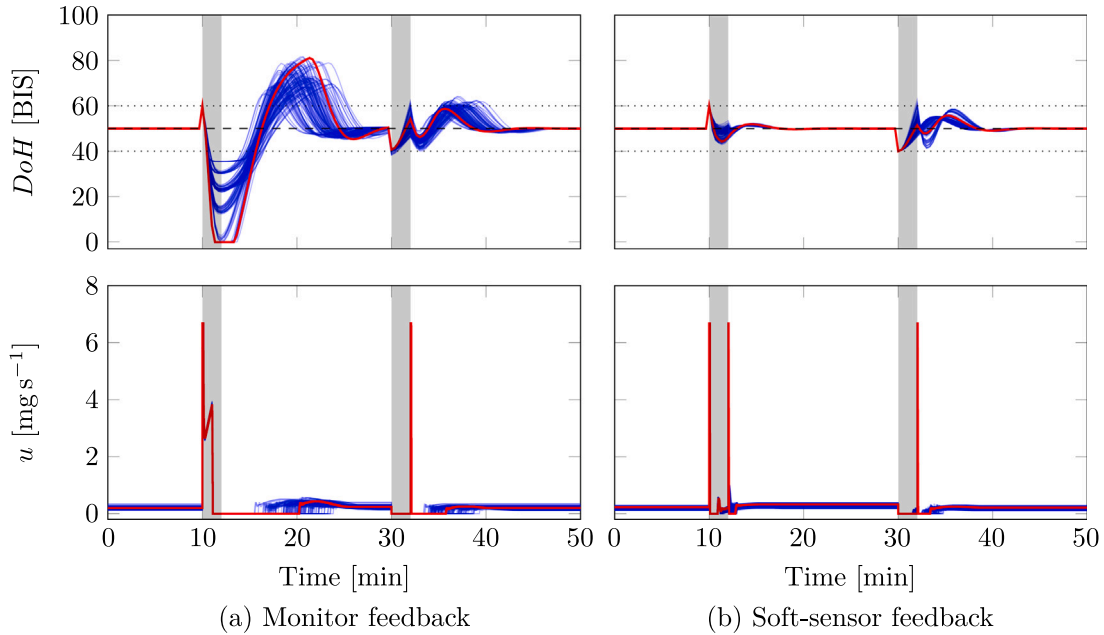 100
80
60
40
20
0
DoH [BIS]
8
6
4
2
0
u [mg s⁻¹]
0 10 20 30 40 50
0 10 20 30 40 50
Time [min]
Time [min]
(a) Monitor feedback
(b) Soft-sensor feedback